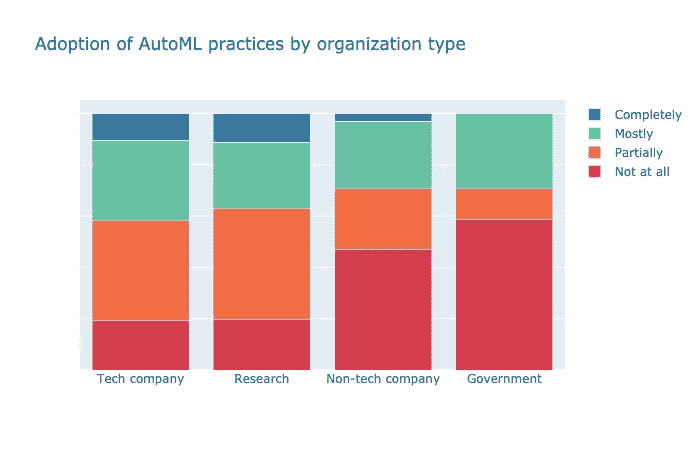 Adoption of AutoML practices by organization type
Completely
Mostly
Partially
Not at all
Tech company Research Non-tech company Government